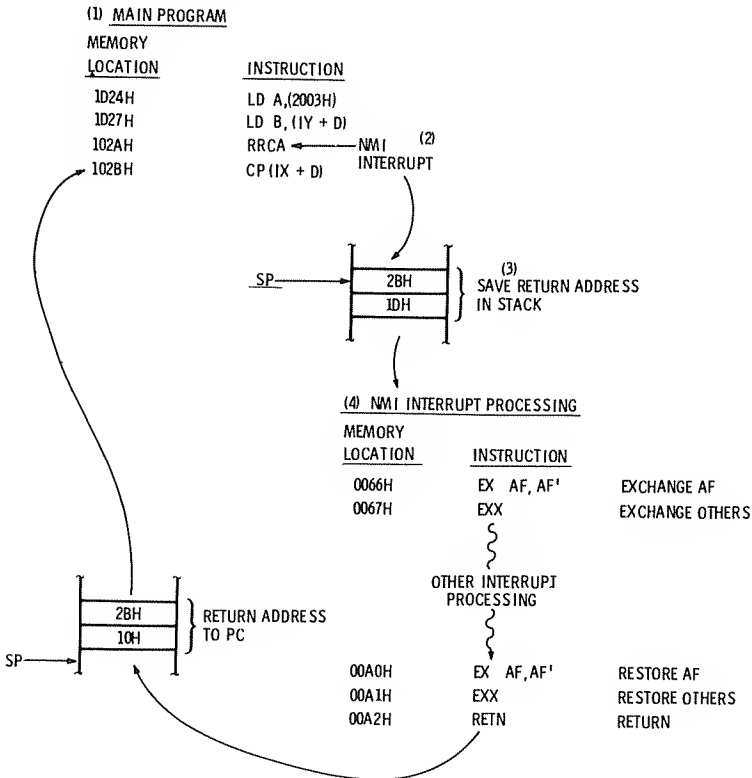 (1) MAIN PROGRAM
MEMORY
LOCATION INSTRUCTION
1D24H LD A,(2003H)
1D27H LD B, (IY + D)
102AH RRCA NMI (2)
INTERRUPT
102BH CP (IX + D)
(3)
SP 2BH SAVE RETURN ADDRESS
1DH IN STACK
(4) NMI INTERRUPT PROCESSING
MEMORY
LOCATION INSTRUCTION
0066H EX AF, AF' EXCHANGE AF
0067H EXX EXCHANGE OTHERS
OTHER INTERRUPT
PROCESSING
2BH RETURN ADDRESS
10H TO PC
SP
00A0H EX AF, AF' RESTORE AF
00A1H EXX RESTORE OTHERS
00A2H RETN RETURN